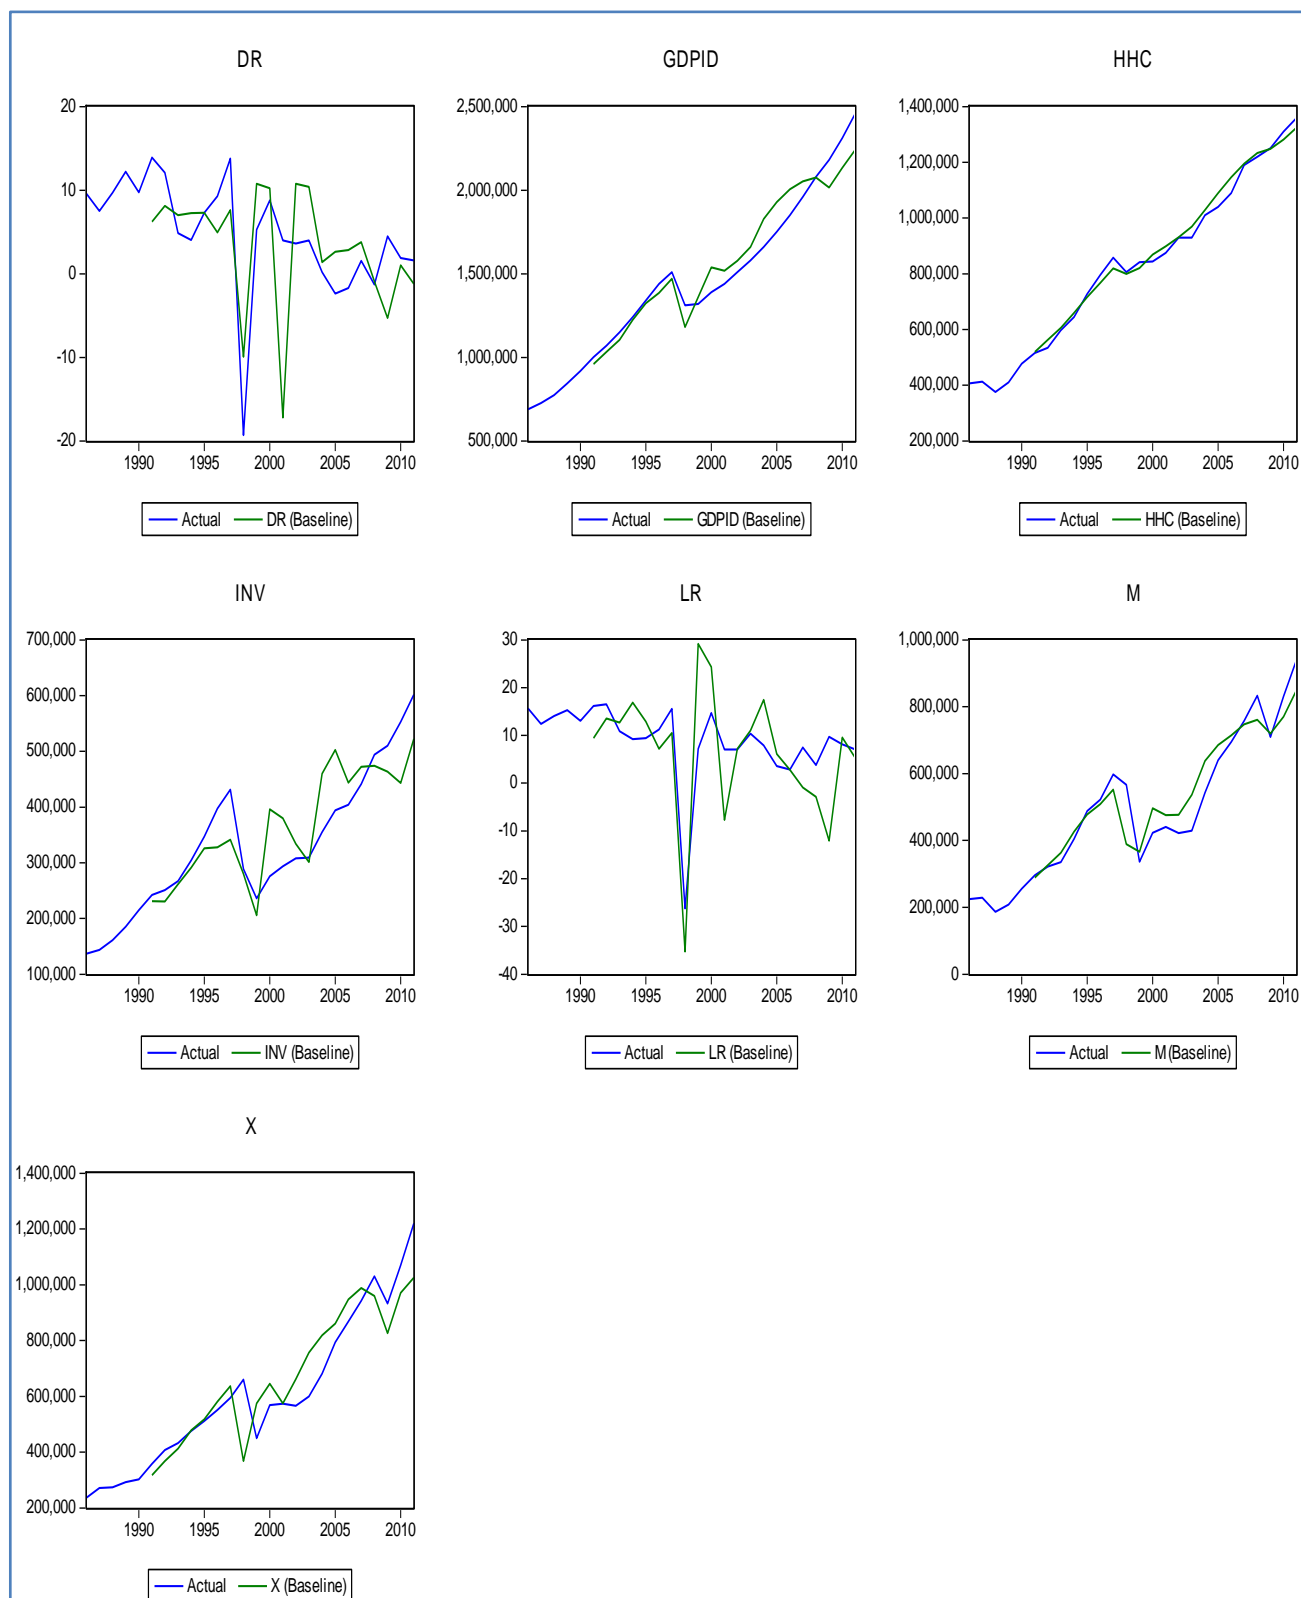 DR
20
10
0
-10
-20
1990 1995 2000 2005 2010
Actual DR (Baseline)
GDPID
2,500,000
2,000,000
1,500,000
1,000,000
500,000
1990 1995 2000 2005 2010
Actual GDPID (Baseline)
HHC
1,400,000
1,200,000
1,000,000
800,000
600,000
400,000
200,000
1990 1995 2000 2005 2010
Actual HHC (Baseline)
INV
700,000
600,000
500,000
400,000
300,000
200,000
100,000
1990 1995 2000 2005 2010
Actual INV (Baseline)
LR
30
20
10
0
-10
-20
-30
-40
1990 1995 2000 2005 2010
Actual LR (Baseline)
M
1,000,000
800,000
600,000
400,000
200,000
0
1990 1995 2000 2005 2010
Actual M (Baseline)
X
1,400,000
1,200,000
1,000,000
800,000
600,000
400,000
200,000
1990 1995 2000 2005 2010
Actual X (Baseline)